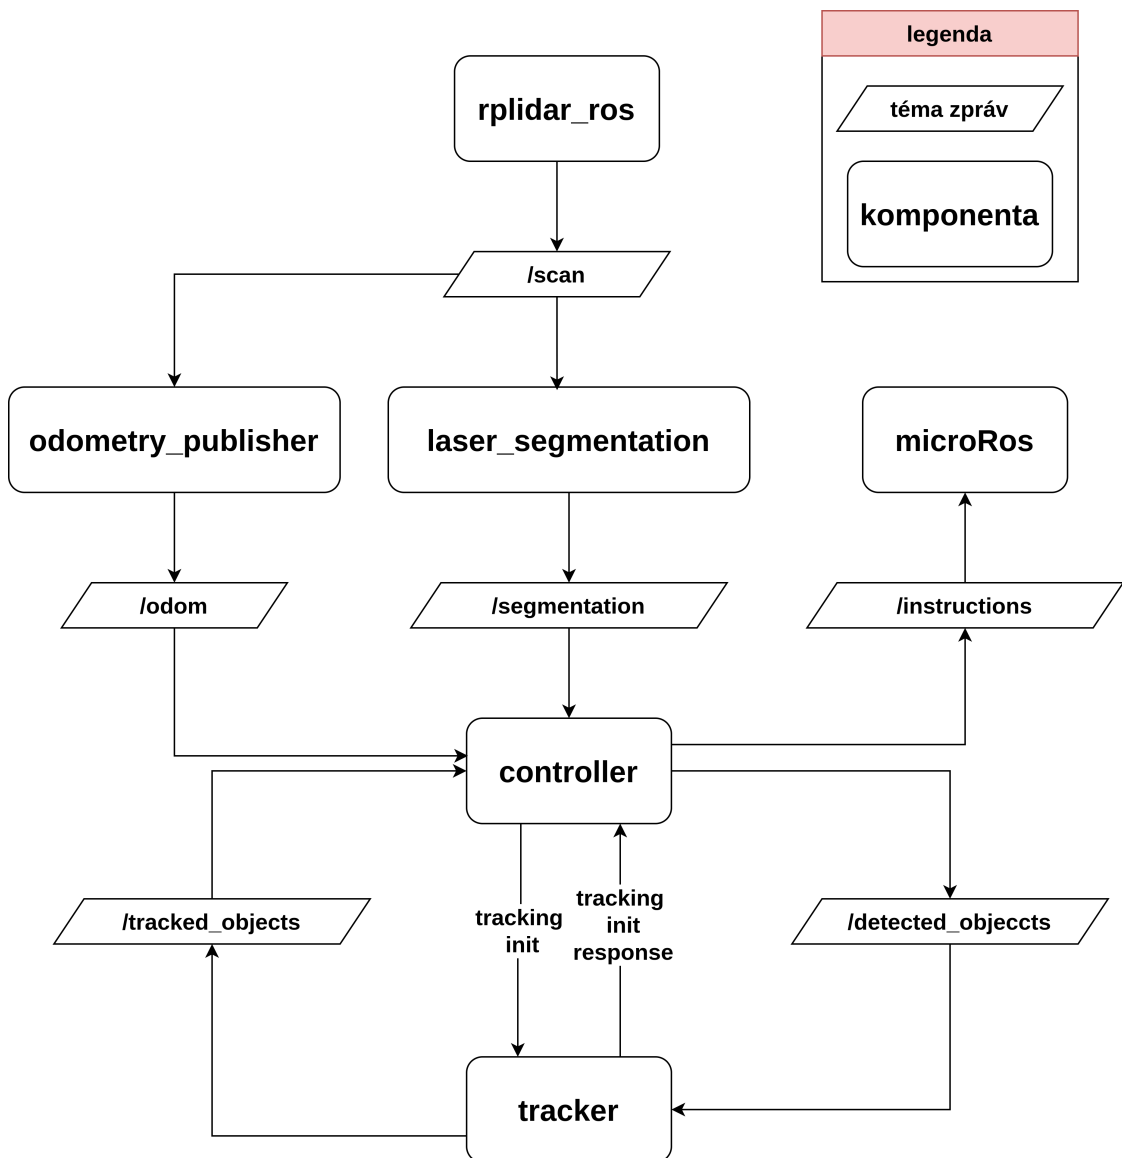 legenda
rplidar_ros
téma zpráv
komponenta
/scan
odometry_publisher
laser_segmentation
microRos
/odom
/segmentation
/instructions
controller
tracking
init
tracking
init
response
/tracked_objects
/detected_objeccts
tracker